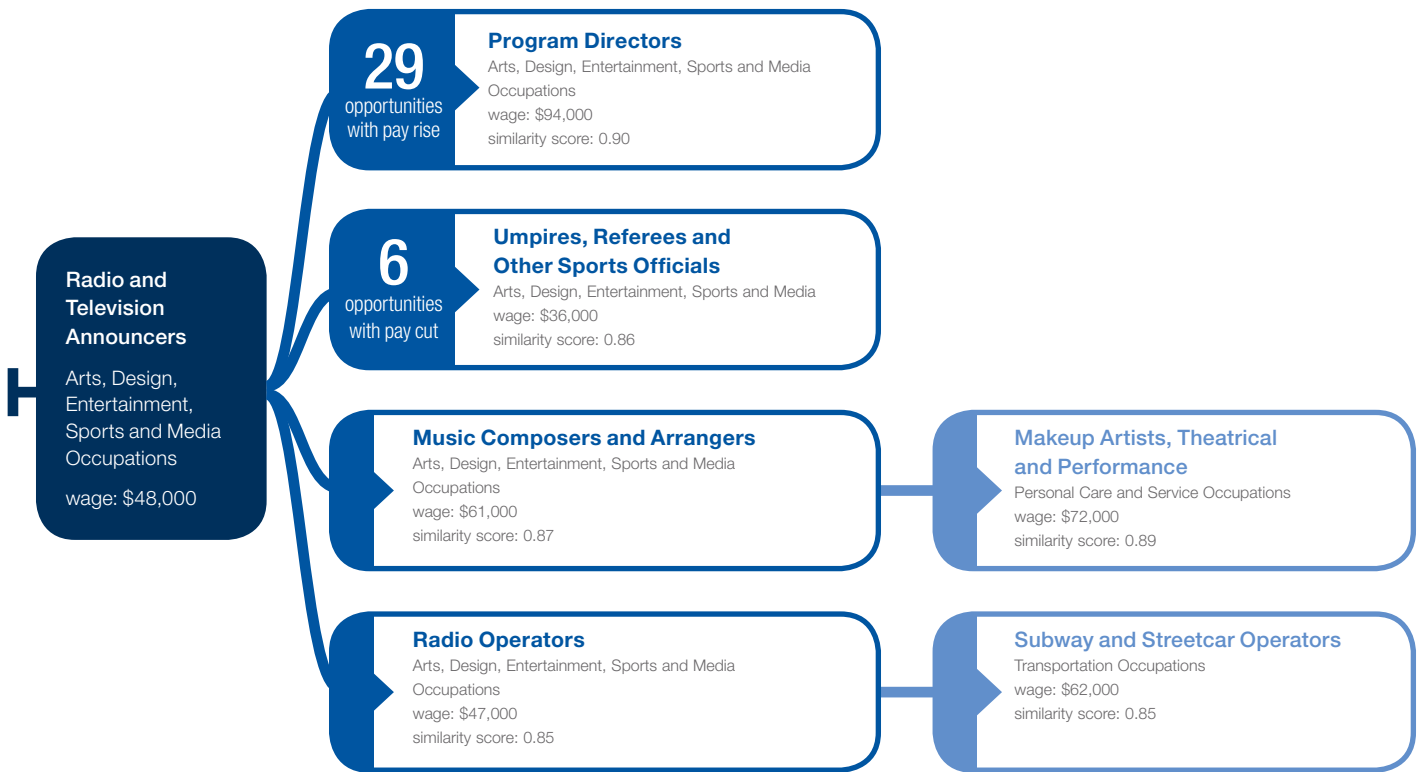 Radio and
Television
Announcers
Arts, Design,
Entertainment,
Sports and Media
Occupations
wage: $48,000
29
opportunities
with pay rise
Program Directors
Arts, Design, Entertainment, Sports and Media
Occupations
wage: $94,000
similarity score: 0.90
6
opportunities
with pay cut
Umpires, Referees and
Other Sports Officials
Arts, Design, Entertainment, Sports and Media
wage: $36,000
similarity score: 0.86
Music Composers and Arrangers
Arts, Design, Entertainment, Sports and Media
Occupations
wage: $61,000
similarity score: 0.87
Makeup Artists, Theatrical
and Performance
Personal Care and Service Occupations
wage: $72,000
similarity score: 0.89
Radio Operators
Arts, Design, Entertainment, Sports and Media
Occupations
wage: $47,000
similarity score: 0.85
Subway and Streetcar Operators
Transportation Occupations
wage: $62,000
similarity score: 0.85